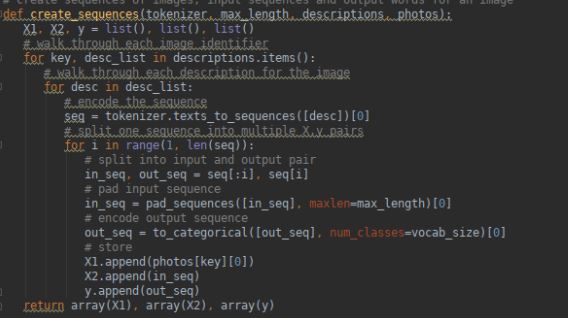 # create sequences of images, input sequences and output words for an image
def create_sequences(tokenizer, max_length, descriptions, photos):
X1, X2, y = list(), list(), list()
# walk through each image identifier
for key, desc_list in descriptions.items():
# walk through each description for the image
for desc in desc_list:
# encode the sequence
seq = tokenizer.texts_to_sequences([desc])[0]
# split one sequence into multiple X,y pairs
for i in range(1, len(seq)):
# split into input and output pair
in_seq, out_seq = seq[:i], seq[i]
# pad input sequence
in_seq = pad_sequences([in_seq], maxlen=max_length)[0]
# encode output sequence
out_seq = to_categorical([out_seq], num_classes=vocab_size)[0]
# store
X1.append(photos[key][0])
X2.append(in_seq)
y.append(out_seq)
return array(X1), array(X2), array(y)